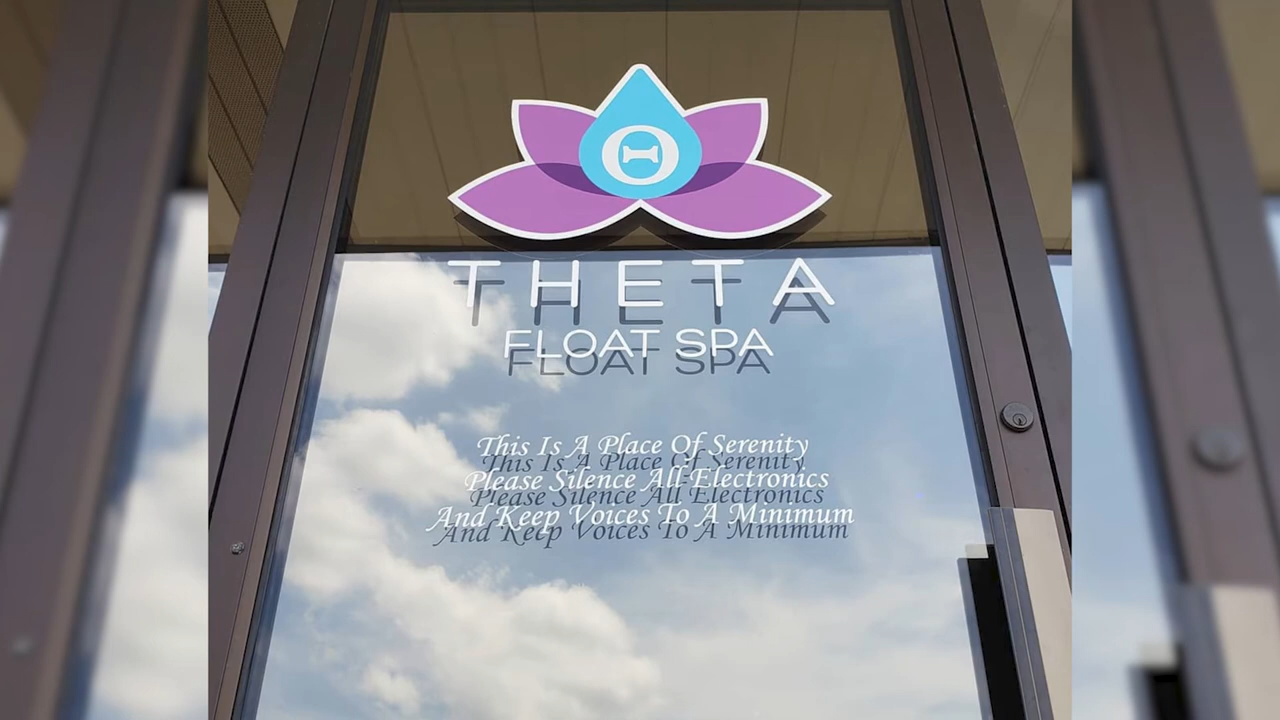 Θ
THETA
FLOAT SPA
This Is A Place Of Serenity
Please Silence All Electronics
And Keep Voices To A Minimum